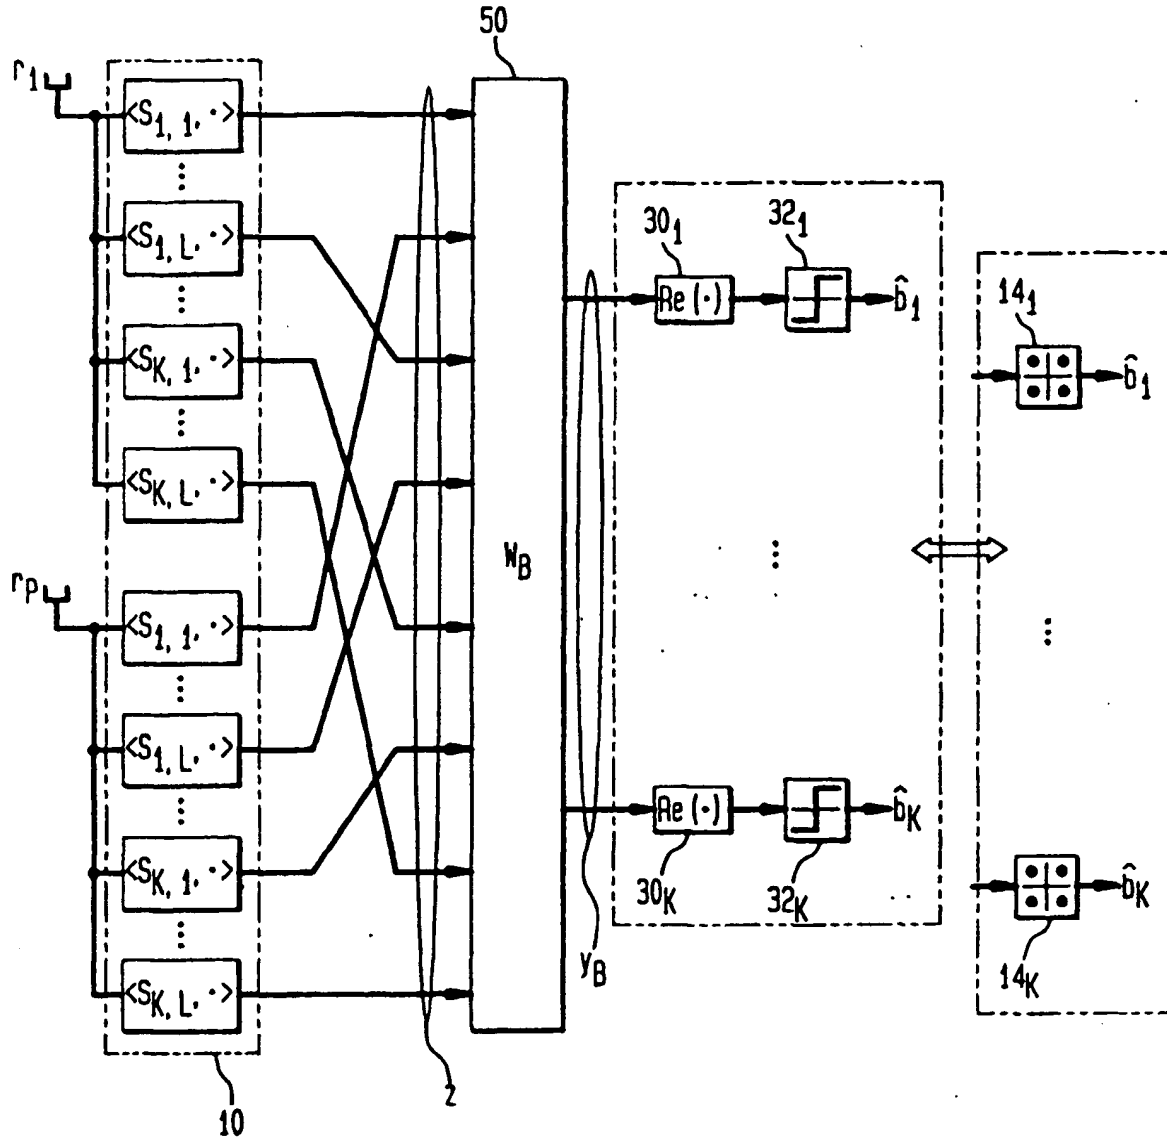 50
r1
<S1, 1, ·>
<S1, L, ·>
<SK, 1, ·>
<SK, L, ·>
rP
<S1, 1, ·>
<S1, L, ·>
<SK, 1, ·>
<SK, L, ·>
10
2
WB
yB
301
Re(·)
321
b̂1
Re(·)
30K
32K
b̂K
141
b̂1
b̂K
14K